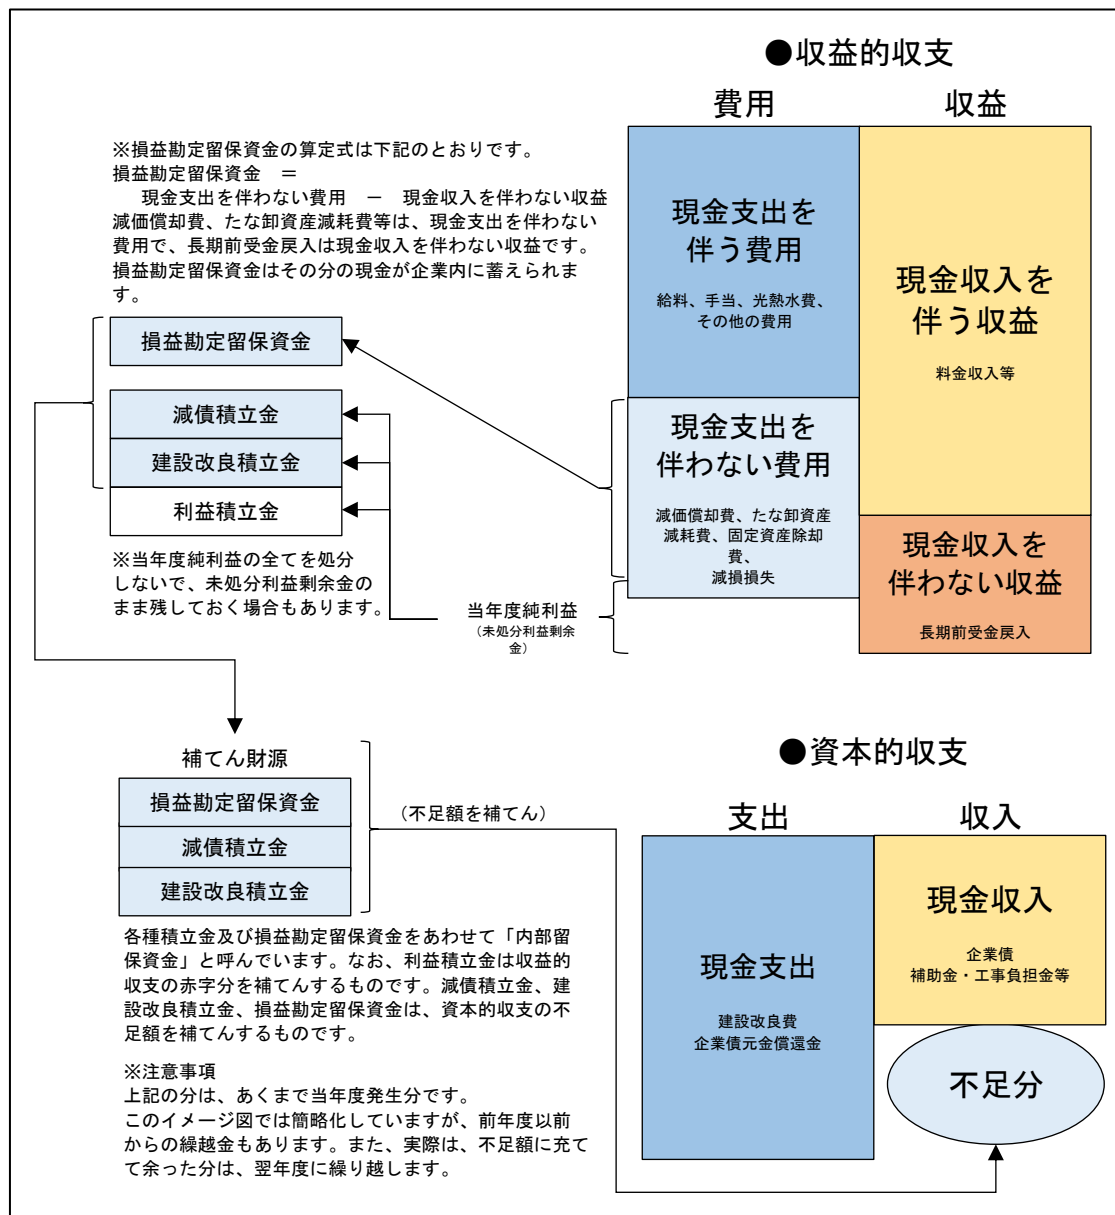 ●収益的収支
費用
収益
※損益勘定留保資金の算定式は下記のとおりです。
損益勘定留保資金　＝
現金支出を伴わない費用　－　現金収入を伴わない収益
減価償却費、たな卸資産減耗費等は、現金支出を伴わない
費用で、長期前受金戻入は現金収入を伴わない収益です。
損益勘定留保資金はその分の現金が企業内に蓄えられま
す。
現金支出を
伴う費用
給料、手当、光熱水費、
その他の費用
現金収入を
伴う収益
料金収入等
損益勘定留保資金
減債積立金
建設改良積立金
利益積立金
現金支出を
伴わない費用
減価償却費、たな卸資産
減耗費、固定資産除却
費、
減損損失
現金収入を
伴わない収益
長期前受金戻入
※当年度純利益の全てを処分
しないで、未処分利益剰余金の
まま残しておく場合もあります。
当年度純利益
（未処分利益剰余
金）
●資本的収支
支出
収入
補てん財源
損益勘定留保資金
減債積立金
建設改良積立金
（不足額を補てん）
現金支出
建設改良費
企業債元金償還金
現金収入
企業債
補助金・工事負担金等
不足分
各種積立金及び損益勘定留保資金をあわせて「内部留
保資金」と呼んでいます。なお、利益積立金は収益的
収支の赤字分を補てんするものです。減債積立金、建
設改良積立金、損益勘定留保資金は、資本的収支の不
足額を補てんするものです。
※注意事項
上記の分は、あくまで当年度発生分です。
このイメージ図では簡略化していますが、前年度以前
からの繰越金もあります。また、実際は、不足額に充て
て余った分は、翌年度に繰り越します。